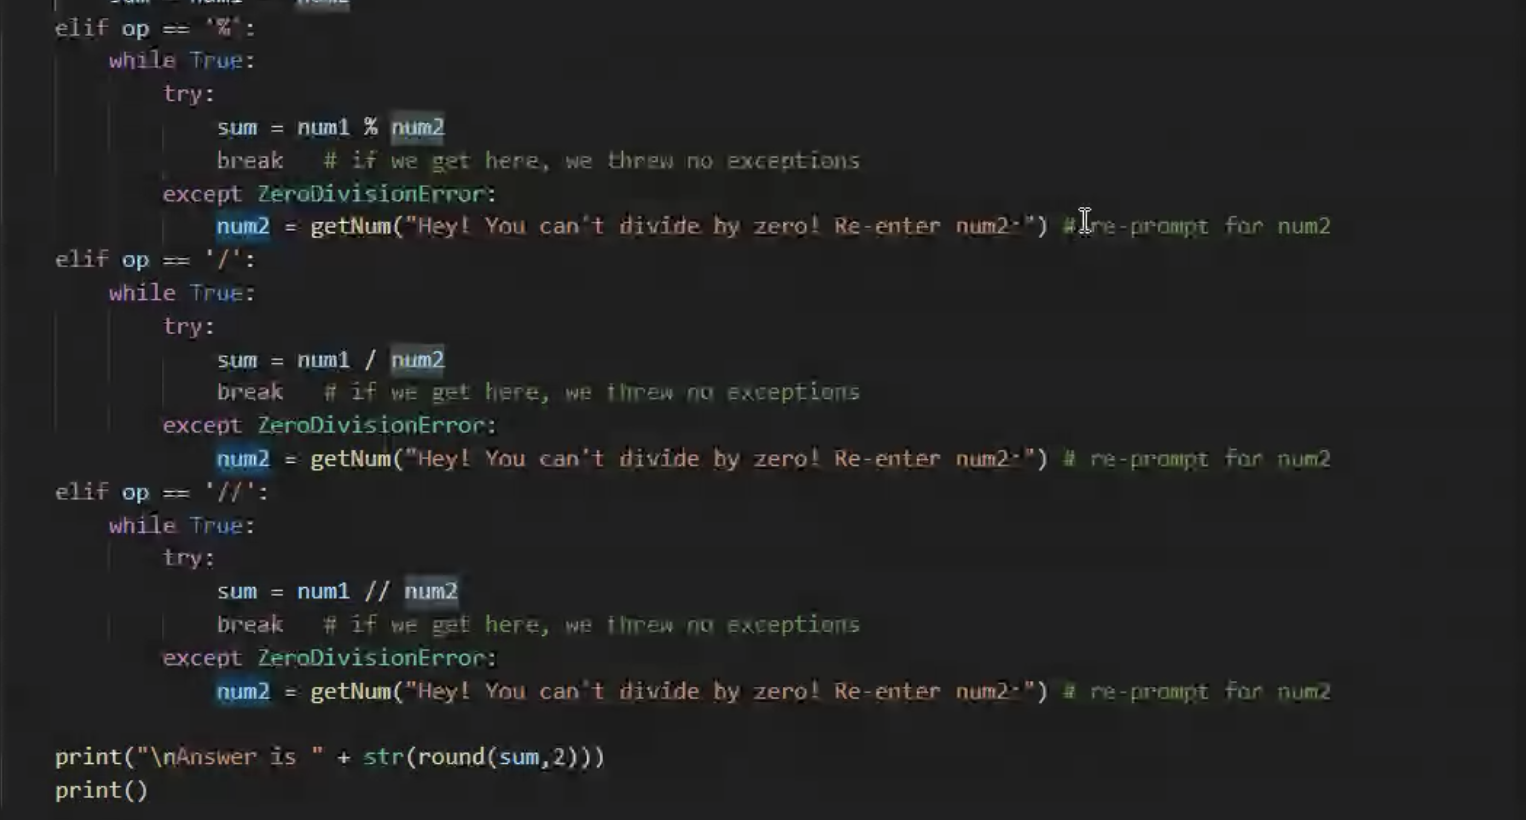 elif op == '%':
while True:
try:
sum = num1 % num2
break   # if we get here, we threw no exceptions
except ZeroDivisionError:
num2 = getNum("Hey! You can't divide by zero! Re-enter num2:") # re-prompt for num2
elif op == '/':
while True:
try:
sum = num1 / num2
break   # if we get here, we threw no exceptions
except ZeroDivisionError:
num2 = getNum("Hey! You can't divide by zero! Re-enter num2:") # re-prompt for num2
elif op == '//':
while True:
try:
sum = num1 // num2
break   # if we get here, we threw no exceptions
except ZeroDivisionError:
num2 = getNum("Hey! You can't divide by zero! Re-enter num2:") # re-prompt for num2
print("\nAnswer is " + str(round(sum,2)))
print()